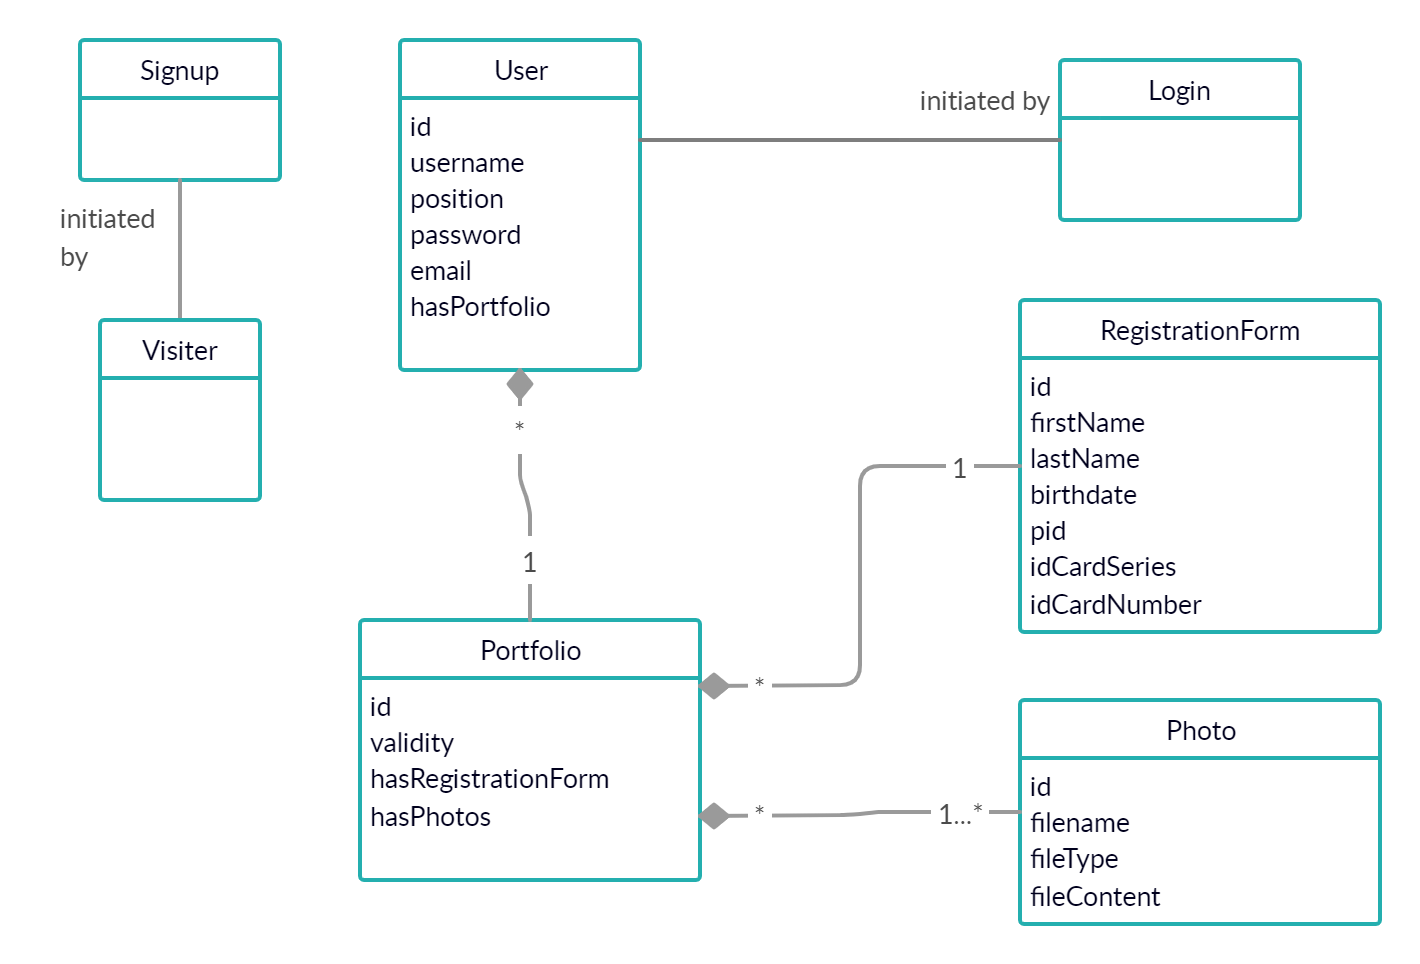 Signup
initiated
by
Visiter
User
id
username
position
password
email
hasPortfolio
initiated by
Login
*
1
Portfolio
id
validity
hasRegistrationForm
hasPhotos
*
1
RegistrationForm
id
firstName
lastName
birthdate
pid
idCardSeries
idCardNumber
*
1...*
Photo
id
filename
fileType
fileContent